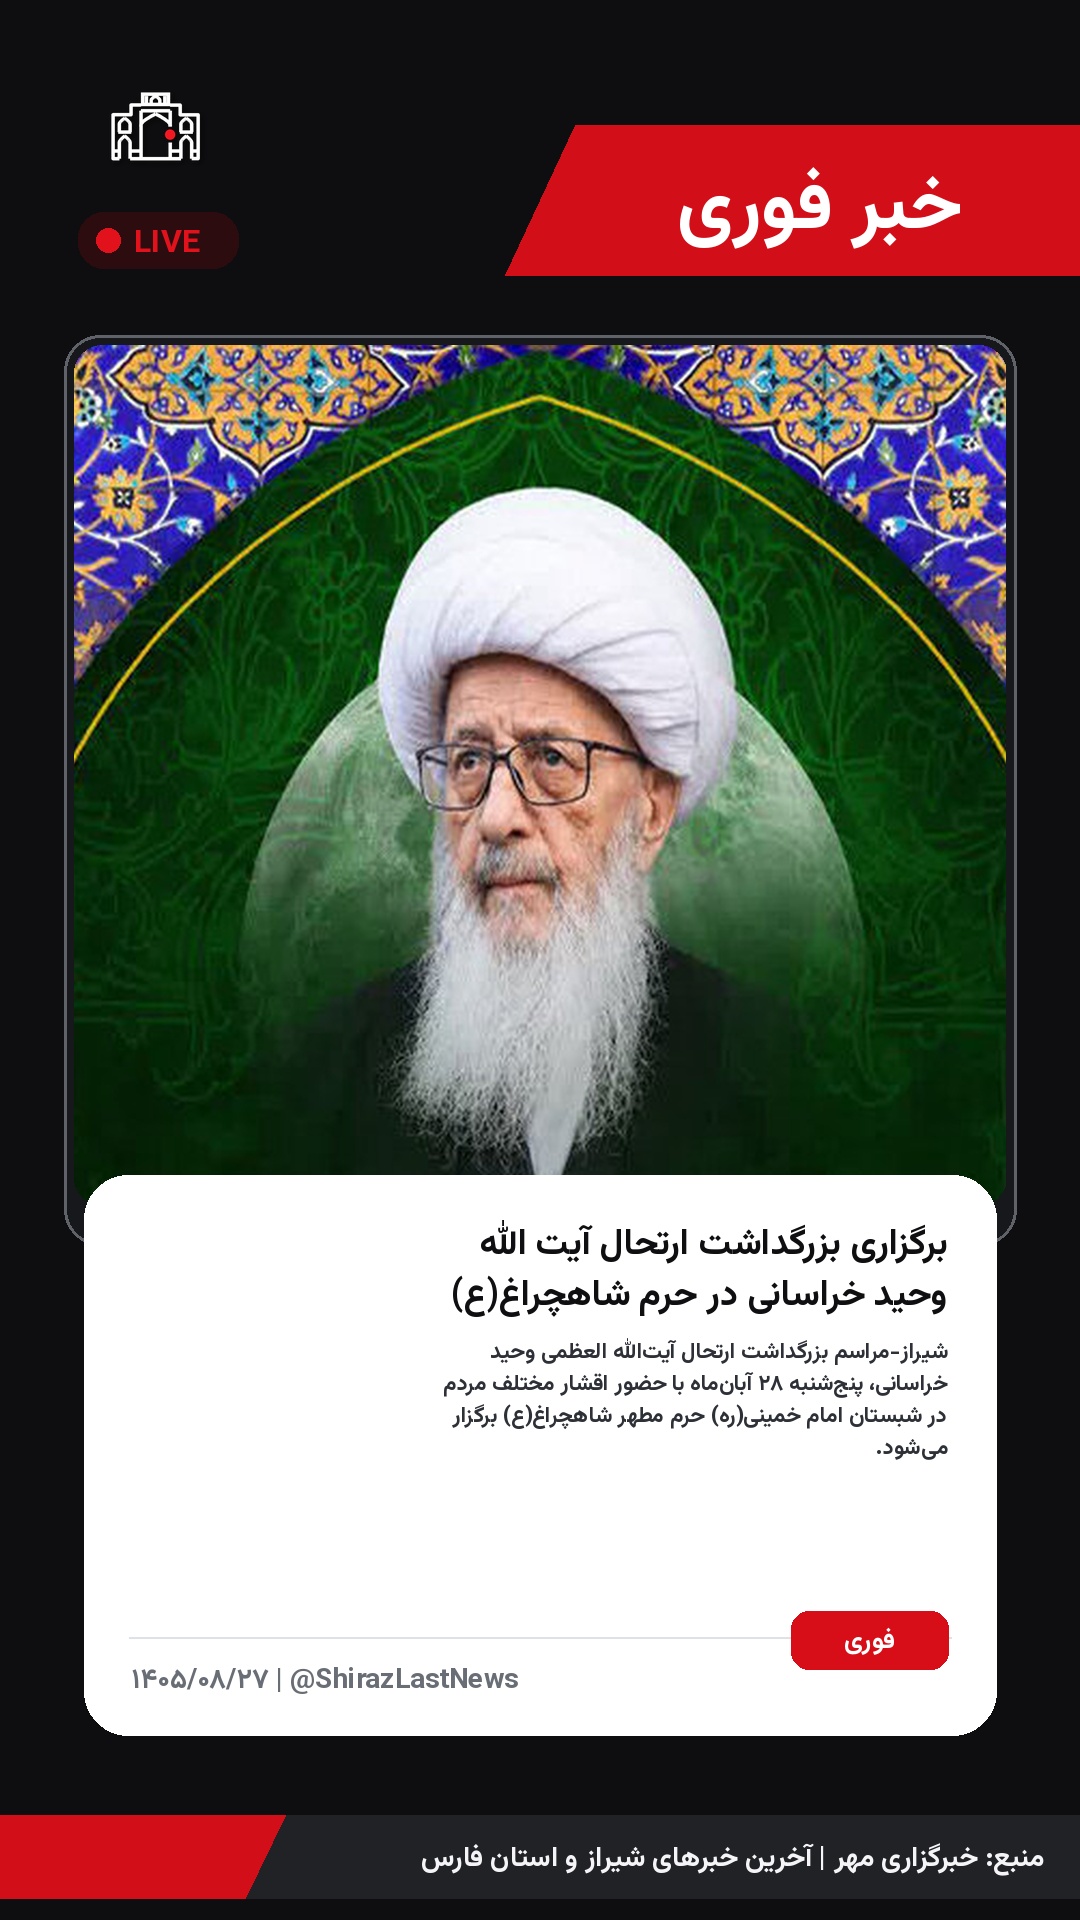 LIVE
خبر فوری
برگزاری بزرگداشت ارتحال آیت الله
وحید خراسانی در حرم شاهچراغ(ع)
شیراز-مراسم بزرگداشت ارتحال آیت‌الله العظمی وحید
خراسانی، پنج‌شنبه ۲۸ آبان‌ماه با حضور اقشار مختلف مردم
در شبستان امام خمینی(ره) حرم مطهر شاهچراغ(ع) برگزار
می‌شود.
فوری
۱۴۰۵/۰۸/۲۷ | @ShirazLastNews
منبع: خبرگزاری مهر | آخرین خبرهای شیراز و استان فارس